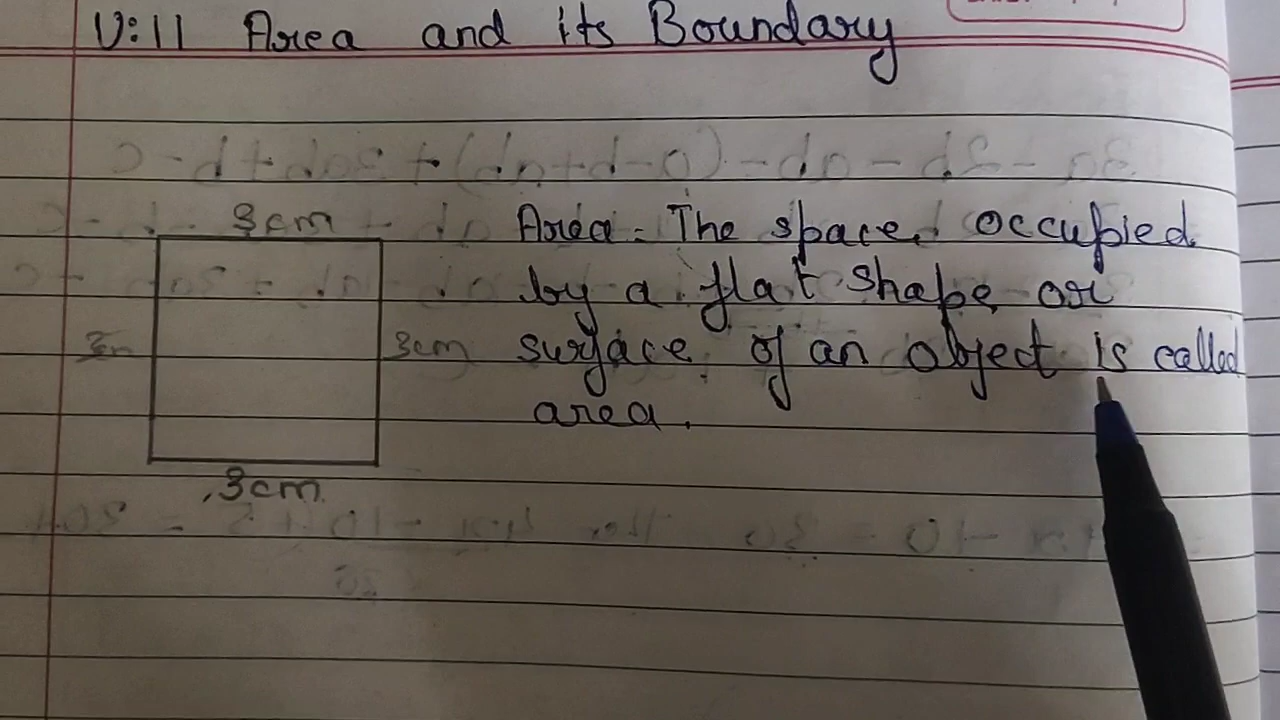 U:11 Area and its Boundary
3cm
Area - The space occupied
by a flat shape or
3cm surface of an object is called
area.
3cm